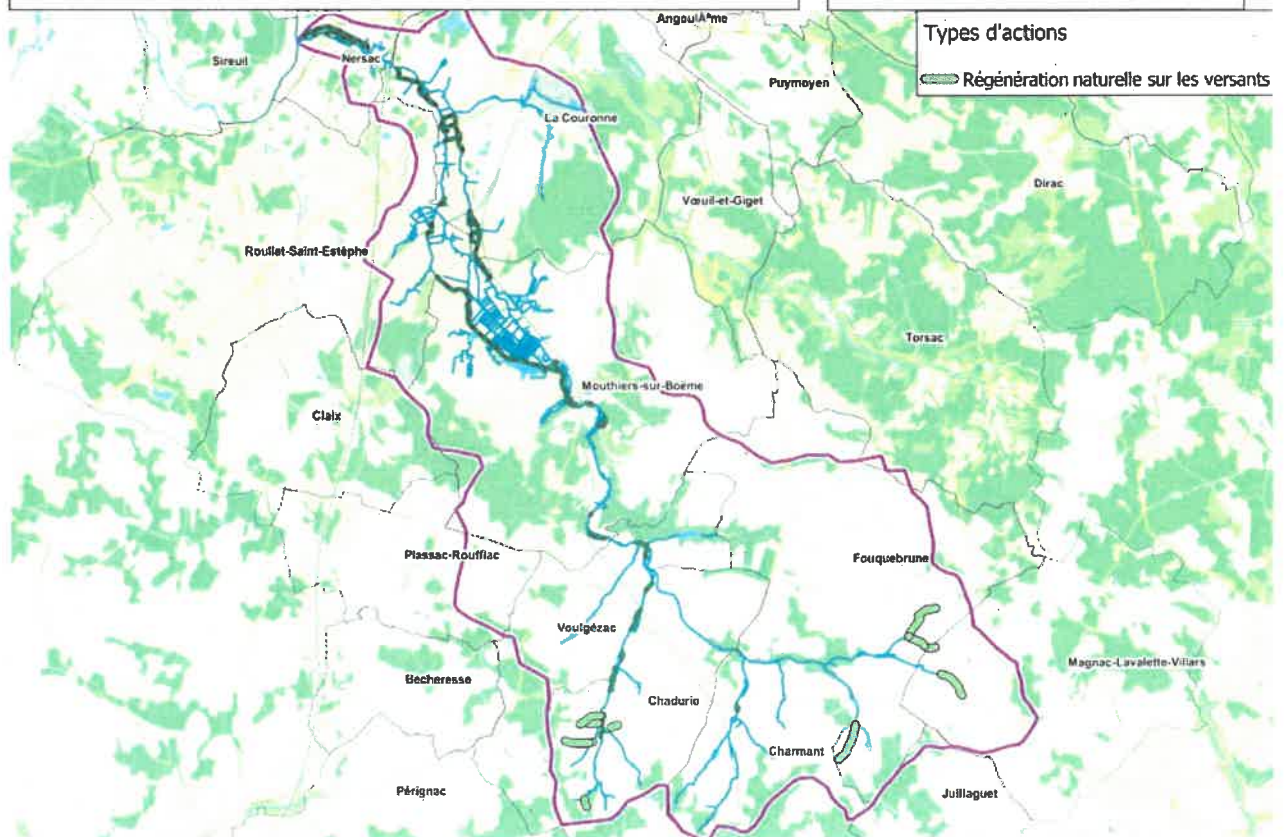 AngoulÃªme
Types d'actions
Sireuil
Nersac
Puymoyen
Régénération naturelle sur les versants
La Couronne
Dirac
Vœuil-et-Giget
Roullet-Saint-Estèphe
Torsac
Mouthiers-sur-Boëme
Claix
Plassac-Rouffiac
Fouquebrune
Voulgézac
Magnac-Lavalette-Villars
Bécheresse
Chadurie
Charmant
Pérignac
Juillaguet